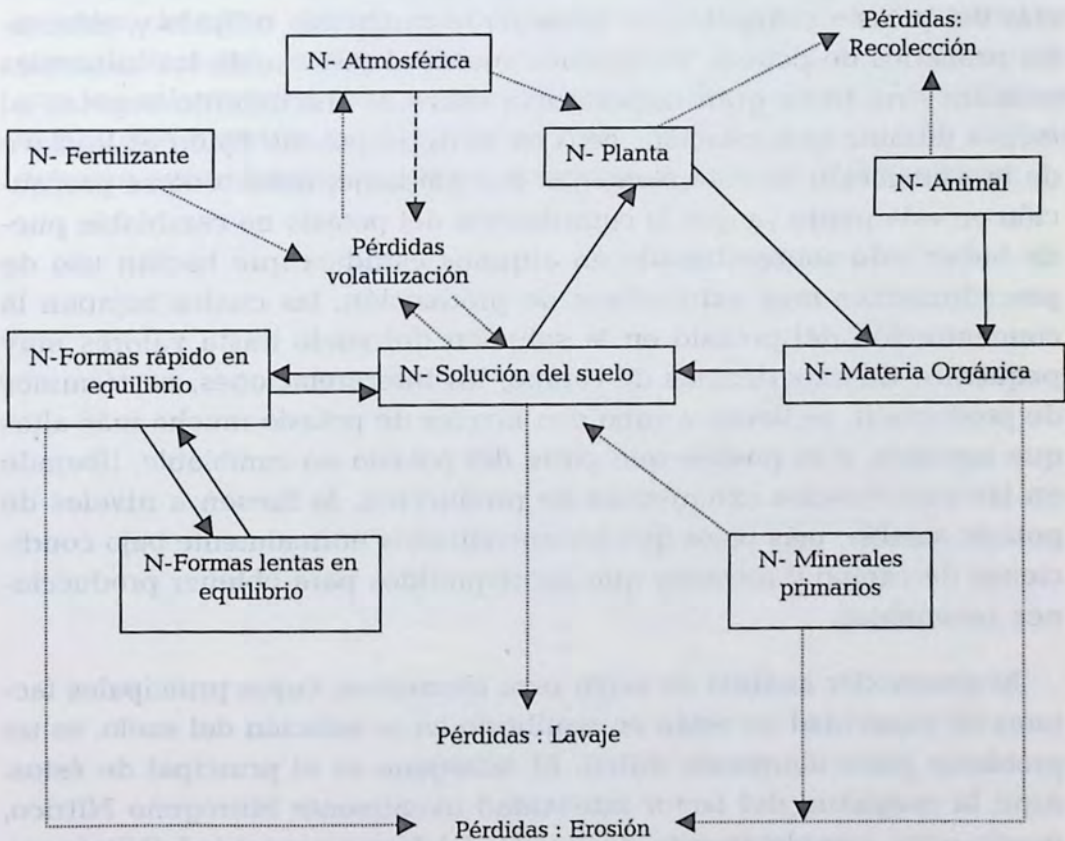 Pérdidas:
Recolección
N- Atmosférica
N- Fertilizante
N- Planta
N- Animal
Pérdidas
volatilización
N-Formas rápido en
equilibrio
N- Solución del suelo
N- Materia Orgánica
N-Formas lentas en
equilibrio
N- Minerales
primarios
Pérdidas : Lavaje
Pérdidas : Erosión